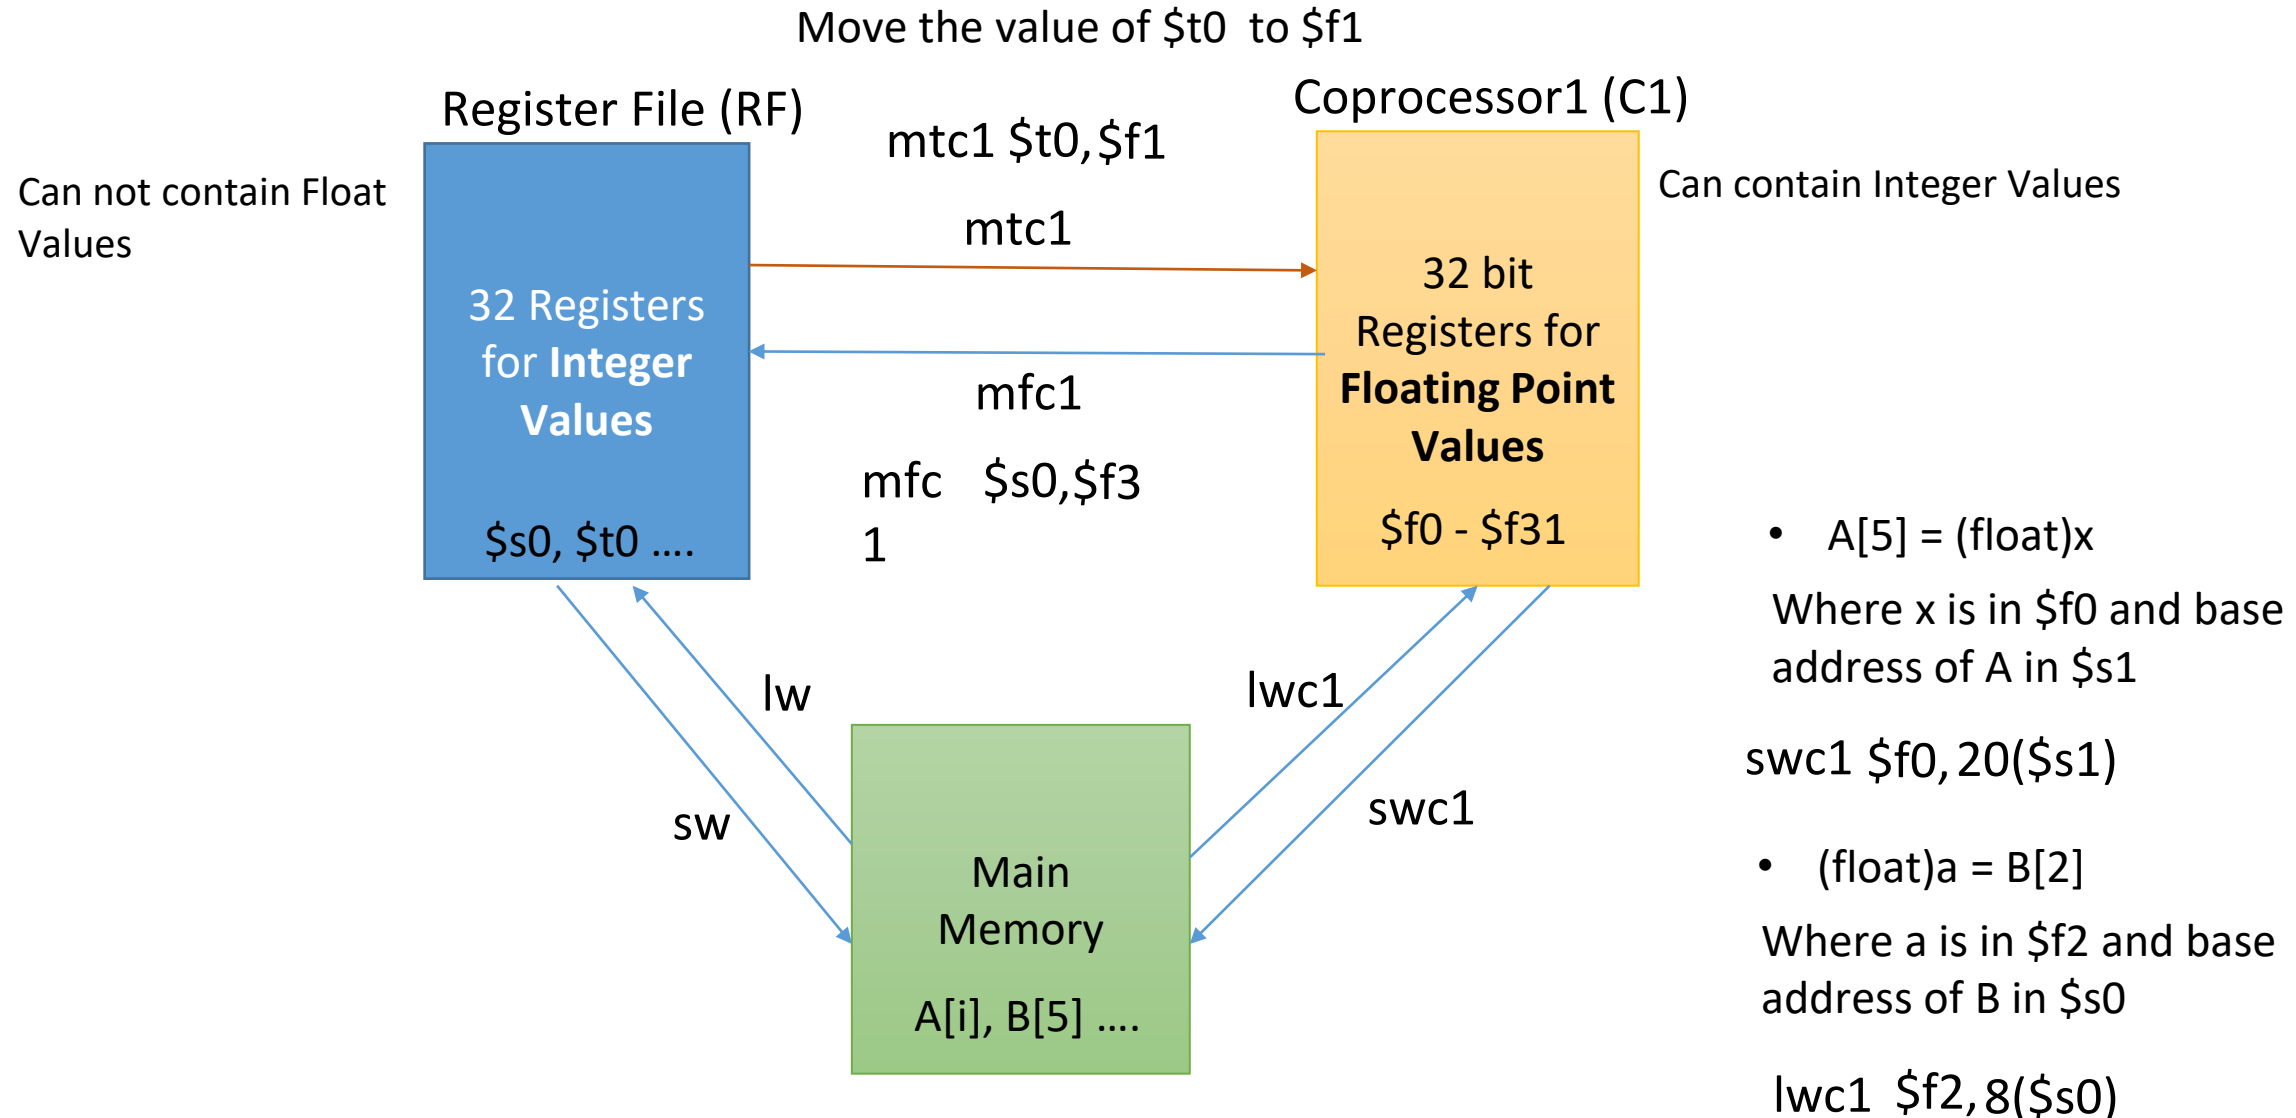 Move the value of $t0 to $f1
Register File (RF)
Coprocessor1 (C1)
mtc1 $t0,$f1
Can not contain Float
Values
Can contain Integer Values
mtc1
32 Registers
for Integer
Values
$s0, $t0 ....
32 bit
Registers for
Floating Point
Values
$f0 - $f31
mfc1
mfc $s0,$f3
1
lw
sw
lwc1
swc1
Main
Memory
A[i], B[5] ....
• A[5] = (float)x
Where x is in $f0 and base
address of A in $s1
swc1 $f0, 20($s1)
• (float)a = B[2]
Where a is in $f2 and base
address of B in $s0
lwc1 $f2, 8($s0)